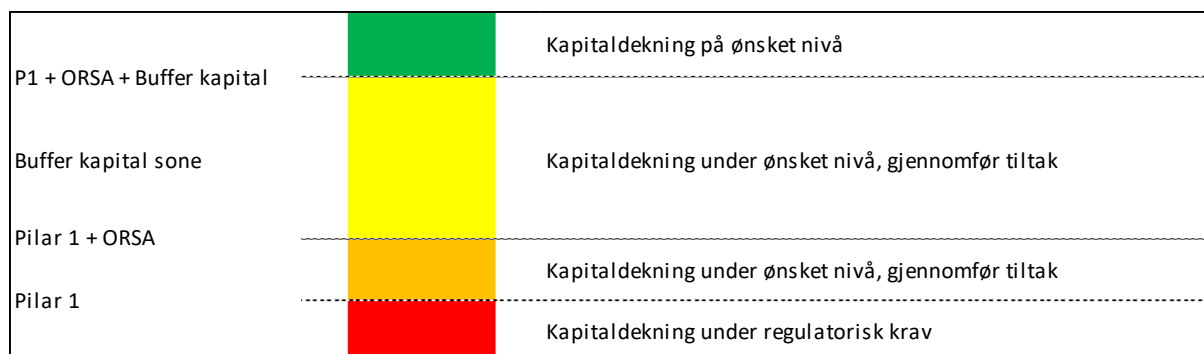 Kapitaldekning på ønsket nivå
P1 + ORSA + Buffer kapital
Buffer kapital sone
Kapitaldekning under ønsket nivå, gjennomfør tiltak
Pilar 1 + ORSA
Kapitaldekning under ønsket nivå, gjennomfør tiltak
Pilar 1
Kapitaldekning under regulatorisk krav